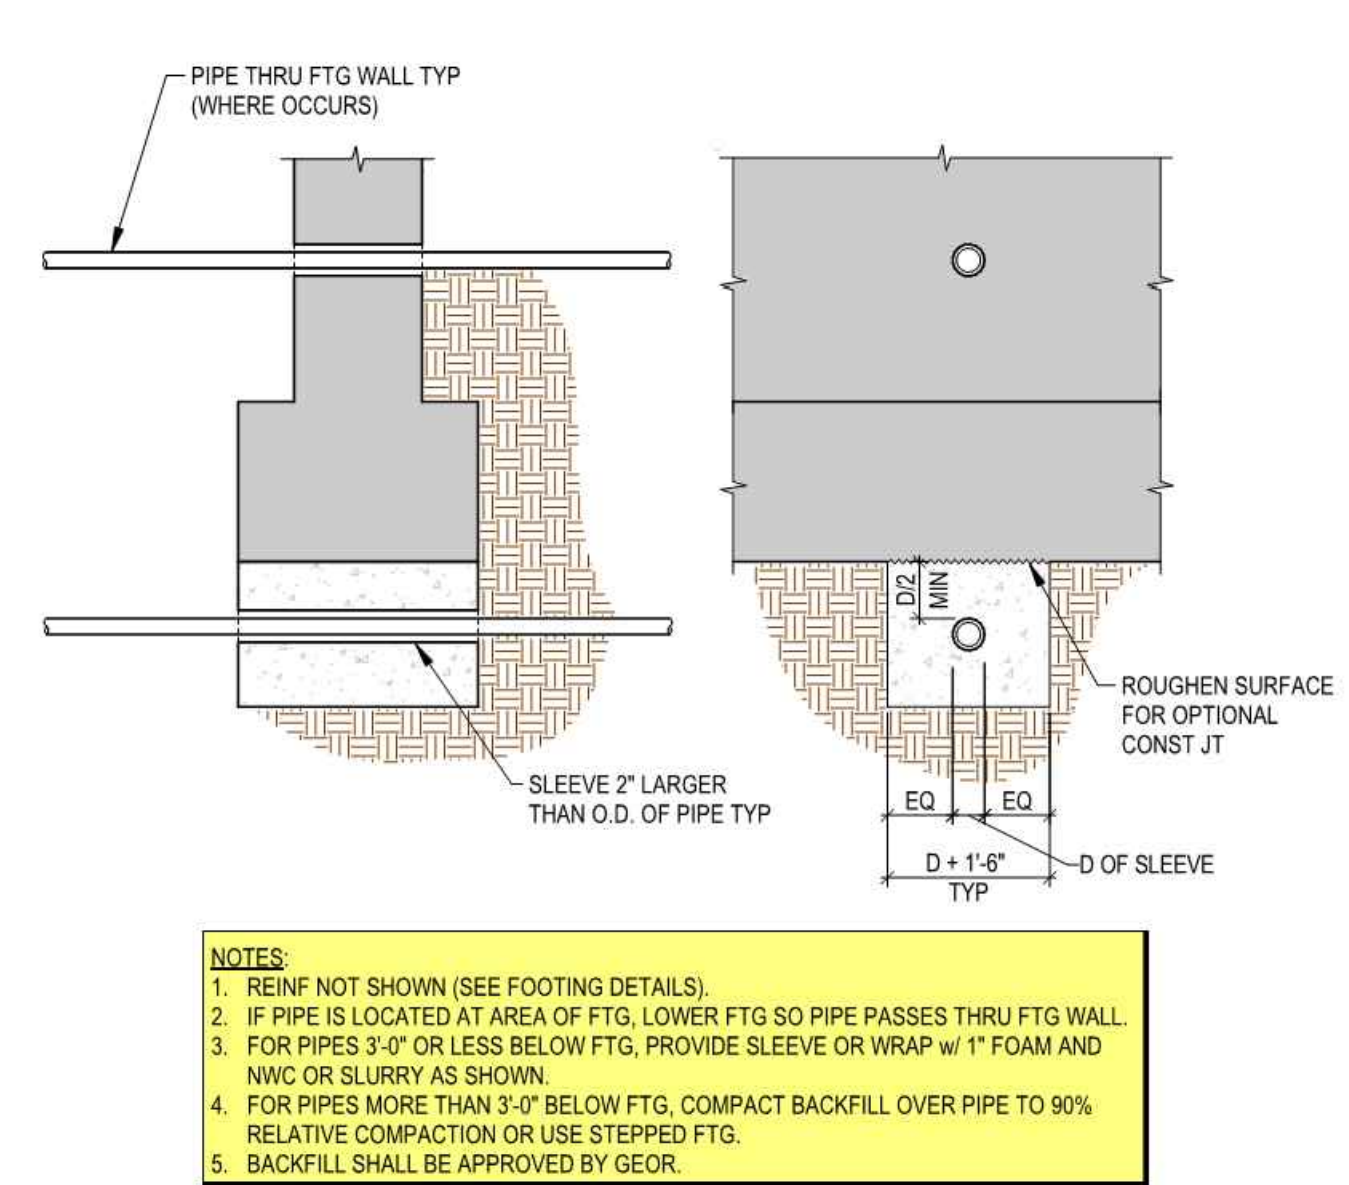 PIPE THRU FTG WALL TYP
(WHERE OCCURS)
D/2
MIN
ROUGHEN SURFACE
FOR OPTIONAL
CONST JT
SLEEVE 2" LARGER
THAN O.D. OF PIPE TYP
EQ
EQ
D + 1'-6"
TYP
D OF SLEEVE
NOTES:
1. REINF NOT SHOWN (SEE FOOTING DETAILS).
2. IF PIPE IS LOCATED AT AREA OF FTG, LOWER FTG SO PIPE PASSES THRU FTG WALL.
3. FOR PIPES 3'-0" OR LESS BELOW FTG, PROVIDE SLEEVE OR WRAP w/ 1" FOAM AND
NWC OR SLURRY AS SHOWN.
4. FOR PIPES MORE THAN 3'-0" BELOW FTG, COMPACT BACKFILL OVER PIPE TO 90%
RELATIVE COMPACTION OR USE STEPPED FTG.
5. BACKFILL SHALL BE APPROVED BY GEOR.